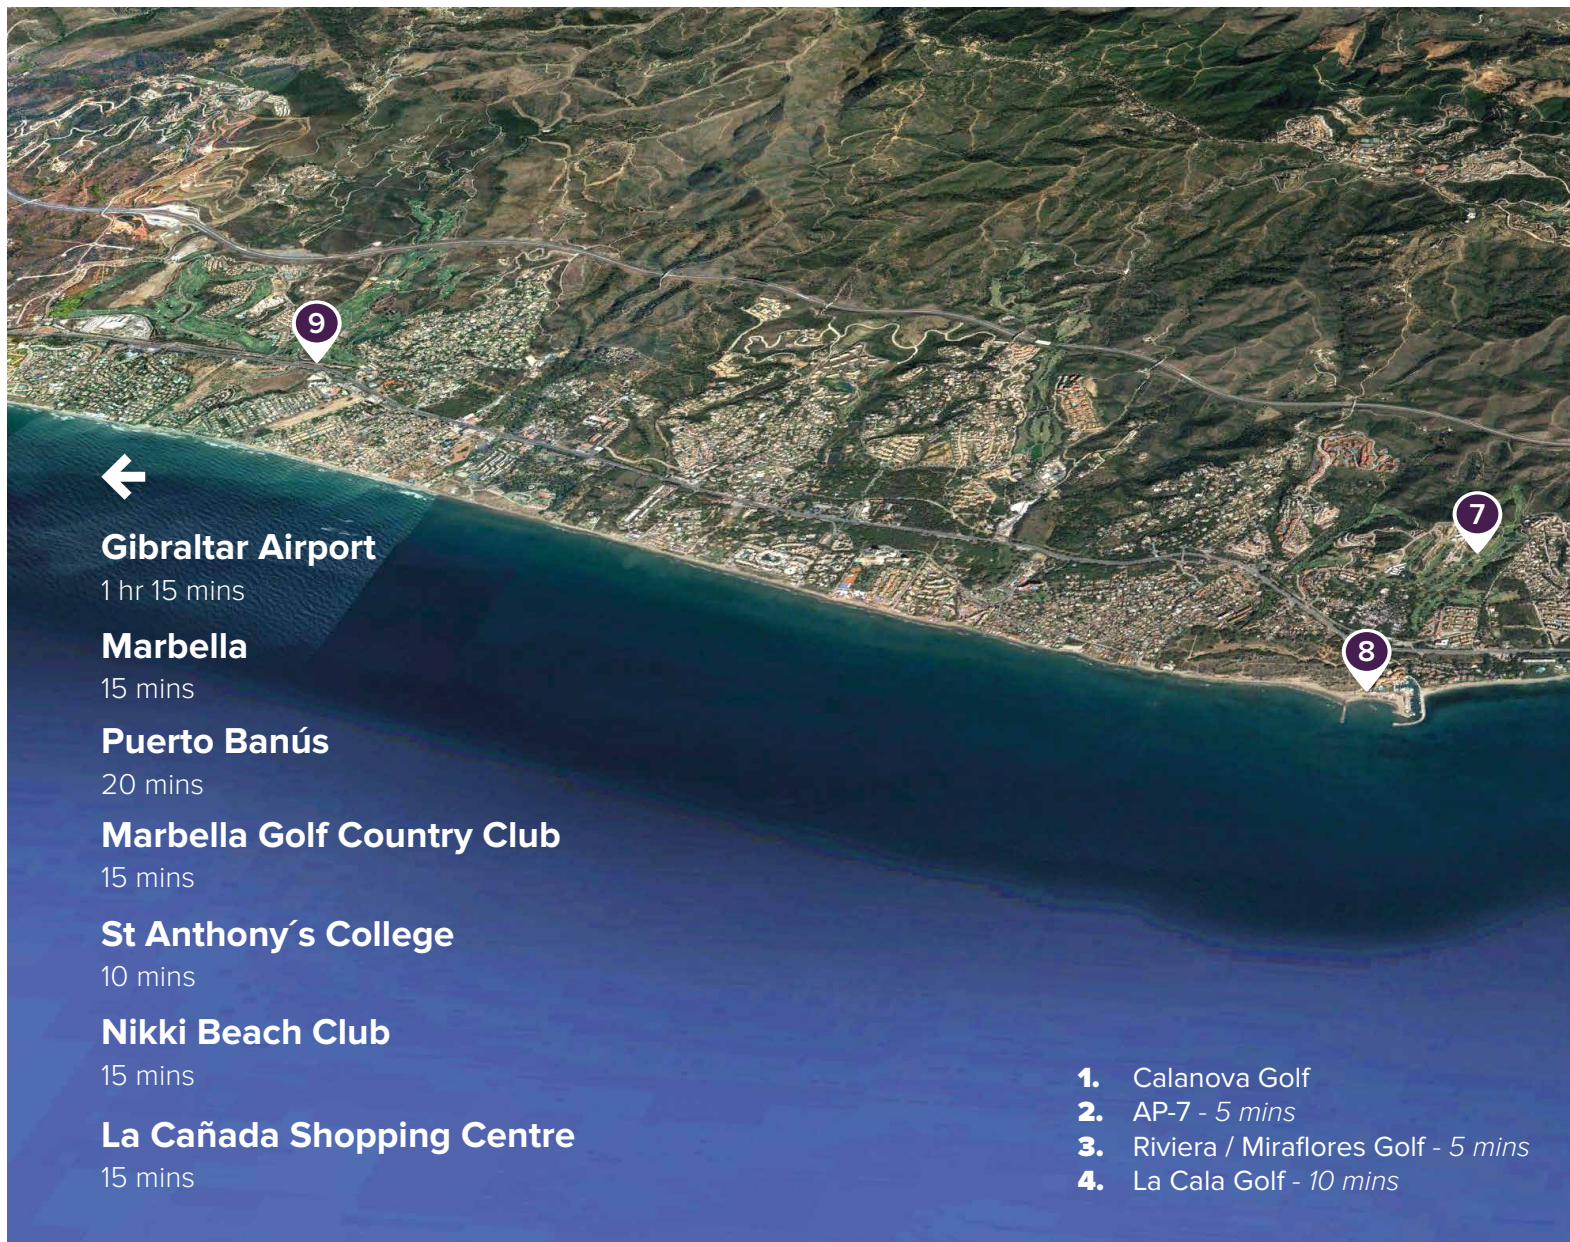 9
7
8
Gibraltar Airport
1 hr 15 mins
Marbella
15 mins
Puerto Banús
20 mins
Marbella Golf Country Club
15 mins
St Anthony´s College
10 mins
Nikki Beach Club
15 mins
La Cañada Shopping Centre
15 mins
1. Calanova Golf
2. AP-7 - 5 mins
3. Riviera / Miraflores Golf - 5 mins
4. La Cala Golf - 10 mins